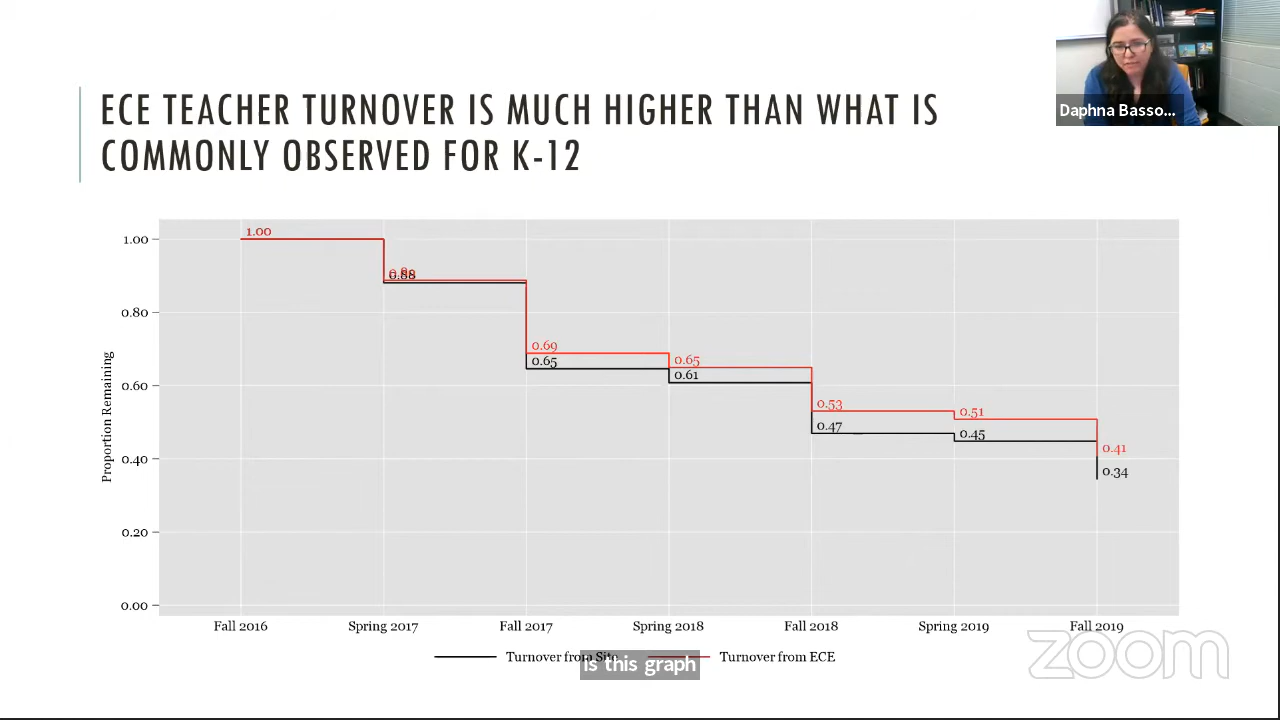 Daphna Basso...
ECE TEACHER TURNOVER IS MUCH HIGHER THAN WHAT IS
COMMONLY OBSERVED FOR K-12
Proportion Remaining
1.00
0.80
0.60
0.40
0.20
0.00
1.00
0.88
0.69
0.65
0.65
0.61
0.53
0.47
0.51
0.45
0.41
0.34
Fall 2016 Spring 2017 Fall 2017 Spring 2018 Fall 2018 Spring 2019 Fall 2019
Turnover from Site Turnover from ECE
is this graph
zoom